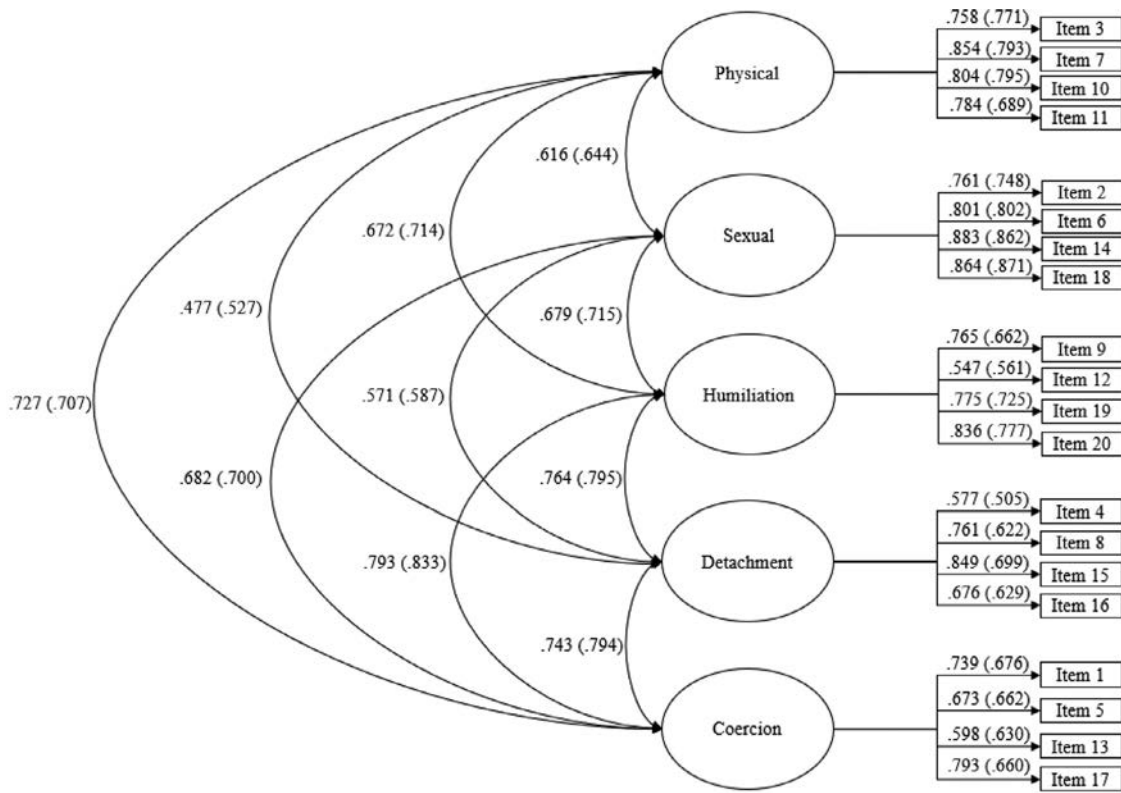 .758 (.771) Item 3
.854 (.793) Item 7
Physical
.804 (.795) Item 10
.784 (.689) Item 11
.616 (.644)
.761 (.748) Item 2
.801 (.802) Item 6
.672 (.714)
Sexual
.883 (.862) Item 14
.864 (.871) Item 18
.477 (.527)
.679 (.715)
.765 (.662) Item 9
.547 (.561) Item 12
.727 (.707)
.571 (.587)
Humiliation
.775 (.725) Item 19
.836 (.777) Item 20
.682 (.700)
.764 (.795)
.577 (.505) Item 4
.761 (.622) Item 8
.793 (.833)
Detachment
.849 (.699) Item 15
.676 (.629) Item 16
.743 (.794)
.739 (.676) Item 1
.673 (.662) Item 5
Coercion
.598 (.630) Item 13
.793 (.660) Item 17